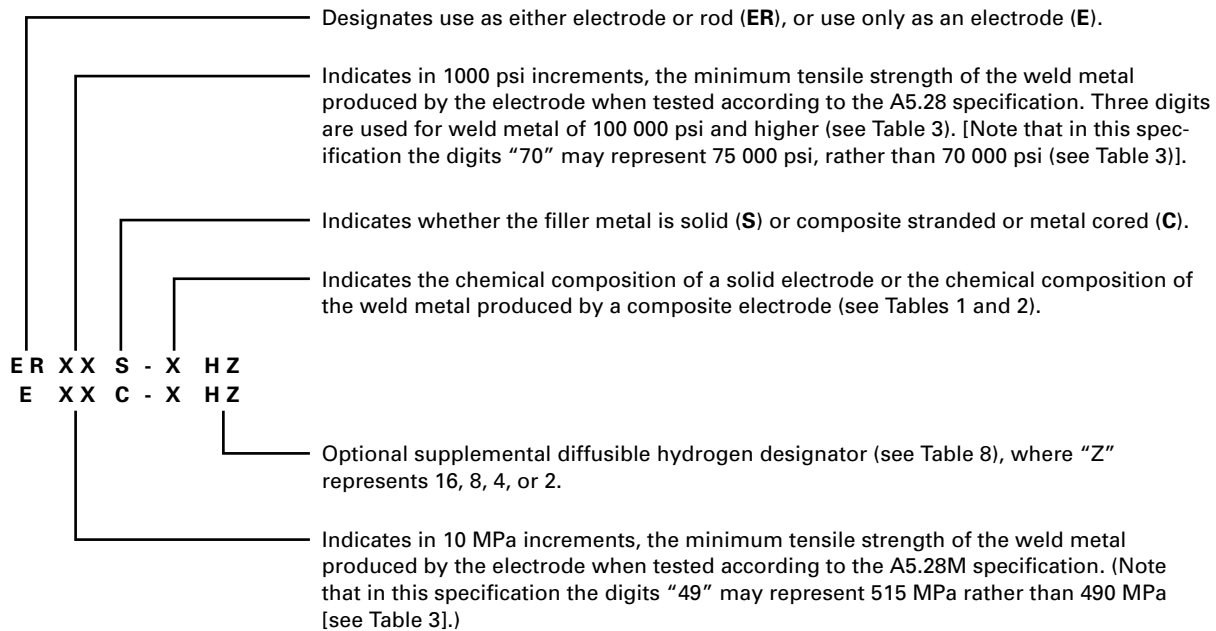 Designates use as either electrode or rod (ER), or use only as an electrode (E).
Indicates in 1000 psi increments, the minimum tensile strength of the weld metal
produced by the electrode when tested according to the A5.28 specification. Three digits
are used for weld metal of 100 000 psi and higher (see Table 3). [Note that in this spec-
ification the digits “70” may represent 75 000 psi, rather than 70 000 psi (see Table 3)].
Indicates whether the filler metal is solid (S) or composite stranded or metal cored (C).
Indicates the chemical composition of a solid electrode or the chemical composition of
the weld metal produced by a composite electrode (see Tables 1 and 2).
ER XX S - X HZ
E XX C - X HZ
Optional supplemental diffusible hydrogen designator (see Table 8), where “Z”
represents 16, 8, 4, or 2.
Indicates in 10 MPa increments, the minimum tensile strength of the weld metal
produced by the electrode when tested according to the A5.28M specification. (Note
that in this specification the digits “49” may represent 515 MPa rather than 490 MPa
[see Table 3].)